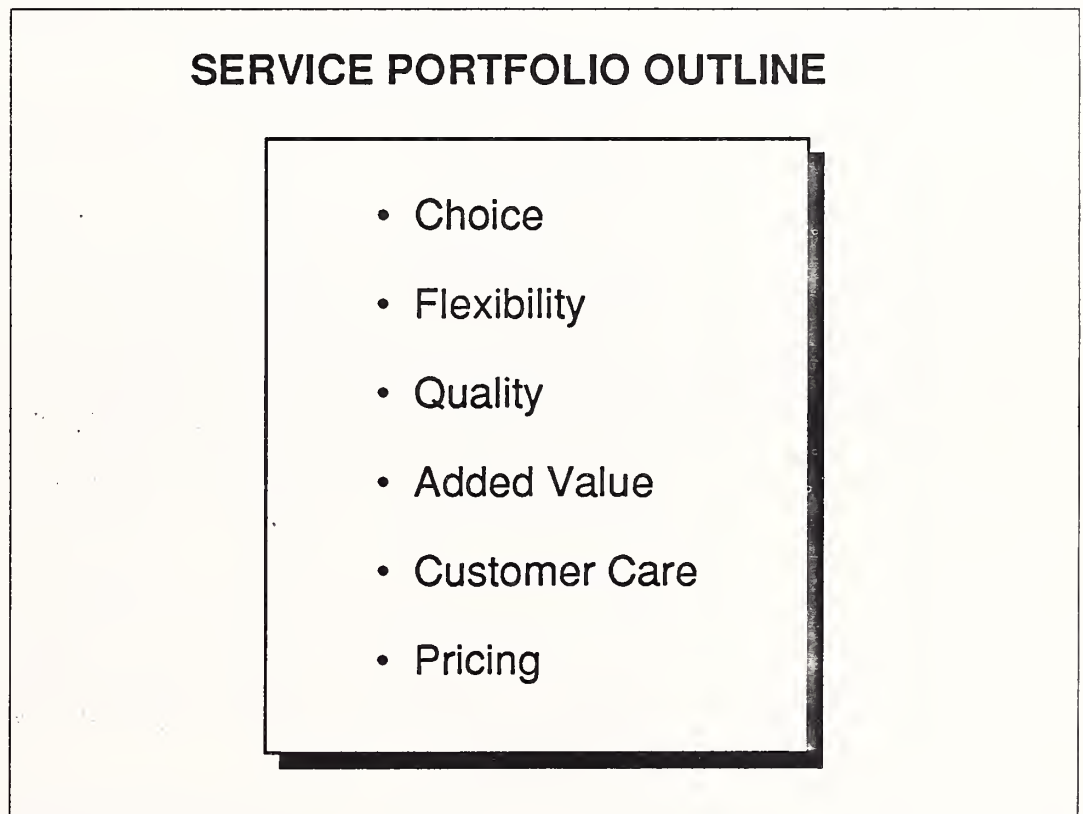 SERVICE PORTFOLIO OUTLINE
• Choice
• Flexibility
• Quality
• Added Value
• Customer Care
• Pricing